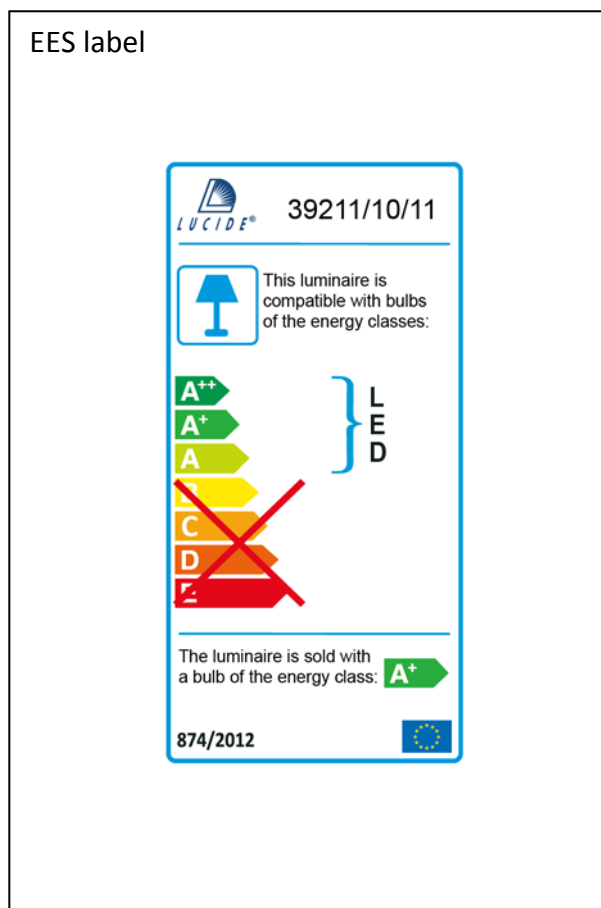 EES label
LUCIDE®
39211/10/11
This luminaire is
compatible with bulbs
of the energy classes:
A++
A+
A
B
C
D
E
L
E
D
The luminaire is sold with
a bulb of the energy class:
A+
874/2012